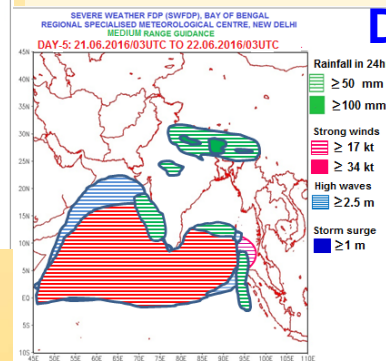 SEVERE WEATHER FDP (SWFDP), BAY OF BENGAL
REGIONAL SPECIALISED METEOROLOGICAL CENTRE, NEW DELHI
MEDIUM RANGE GUIDANCE
DAY-5: 21.06.2016/03UTC TO 22.06.2016/03UTC
D
Rainfall in 24h
≥50 mm
≥100 mm
Strong winds
≥ 17 kt
≥ 34 kt
High waves
≥2.5 m
Storm surge
≥1 m
45N
40N
35N
30N
25N
20N
15N
10N
5N
EQ
5S
10S
45E 50E 55E 60E 65E 70E 75E 80E 85E 90E 95E 100E 105E 110E